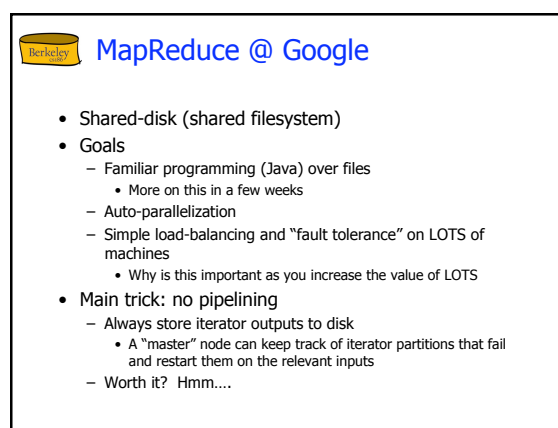 Berkeley
cs186
MapReduce @ Google
• Shared-disk (shared filesystem)
• Goals
– Familiar programming (Java) over files
• More on this in a few weeks
– Auto-parallelization
– Simple load-balancing and “fault tolerance” on LOTS of
machines
• Why is this important as you increase the value of LOTS
• Main trick: no pipelining
– Always store iterator outputs to disk
• A “master” node can keep track of iterator partitions that fail
and restart them on the relevant inputs
– Worth it? Hmm….